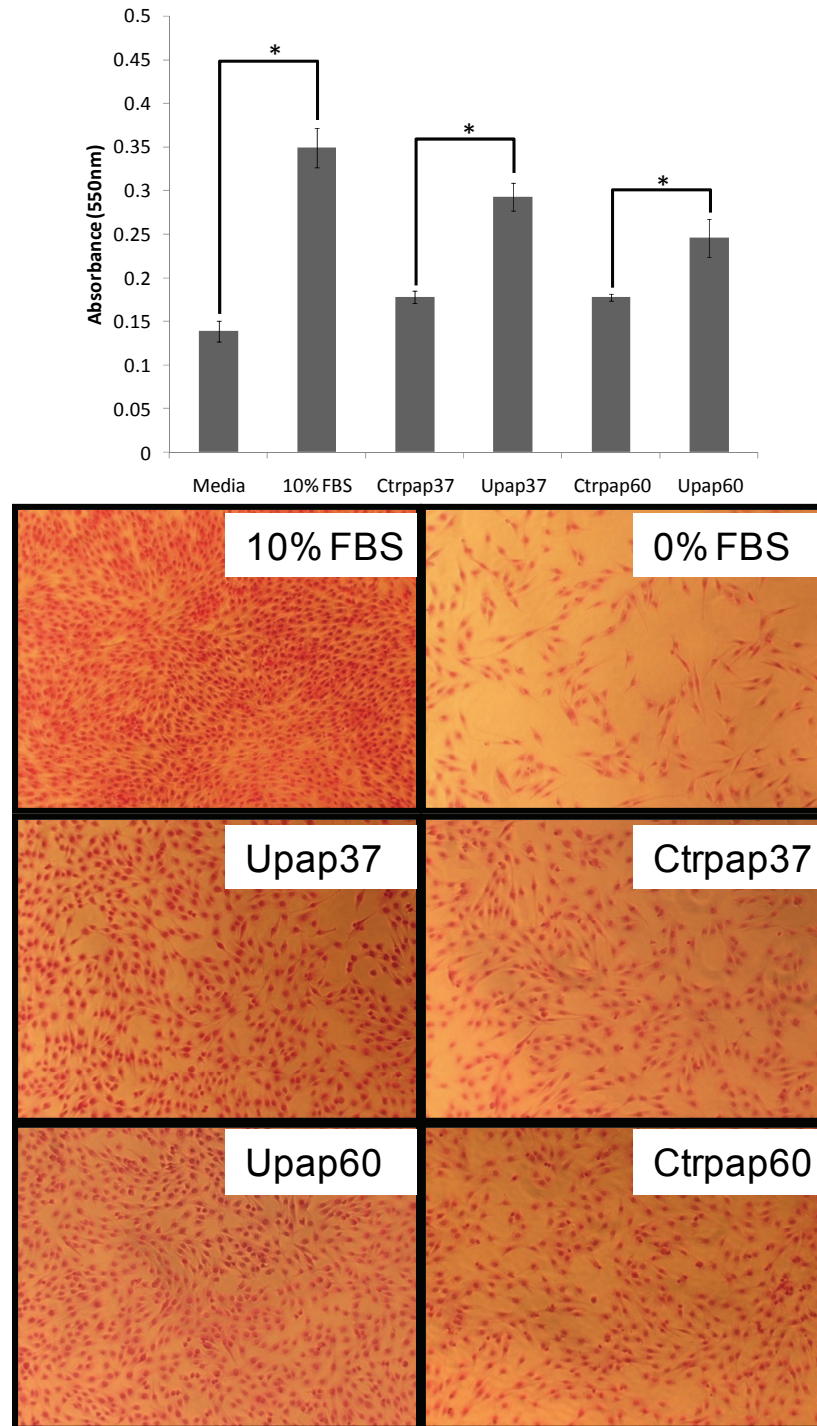 0.5
0.45
0.4
0.35
0.3
0.25
0.2
0.15
0.1
0.05
0
Absorbance (550nm)
*
*
*
Media 10% FBS Ctrpap37 Upap37 Ctrpap60 Upap60
10% FBS
0% FBS
Upap37
Ctrpap37
Upap60
Ctrpap60